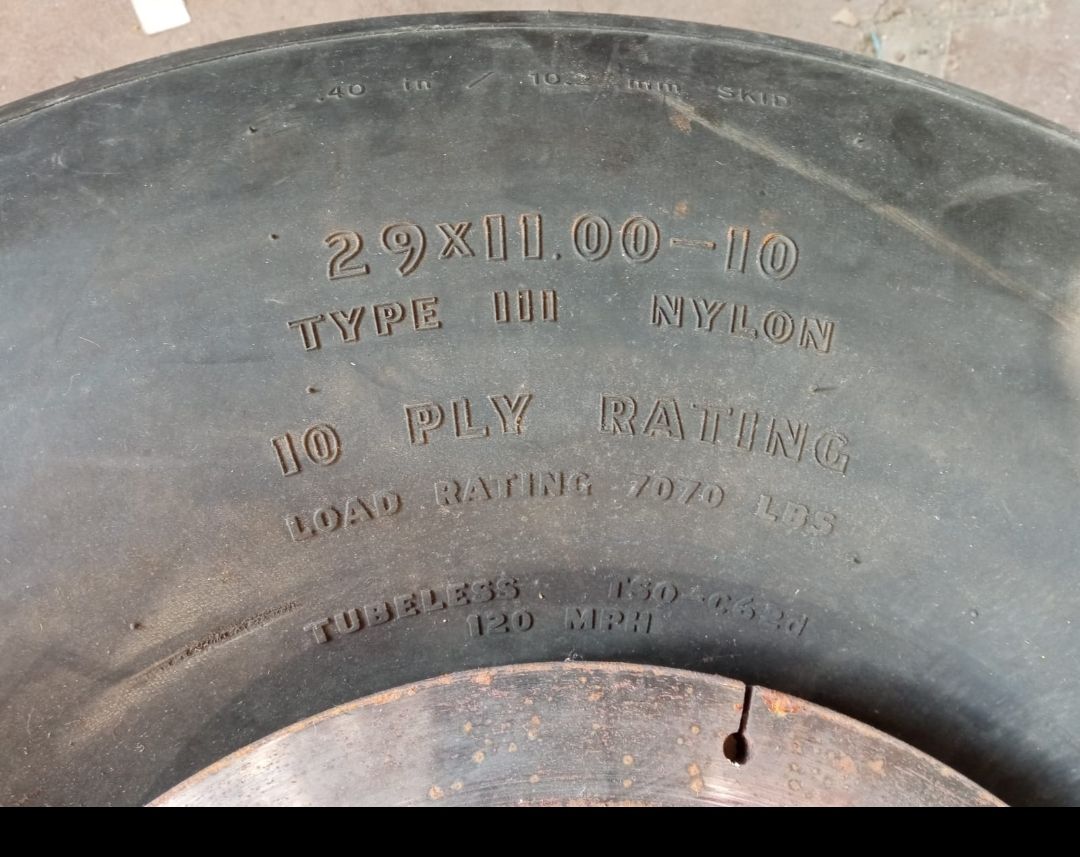 .40 in / 10.2 mm SKID
29x11.00-10
TYPE III NYLON
10 PLY RATING
LOAD RATING 7070 LBS
TUBELESS TSO-C62d
120 MPH